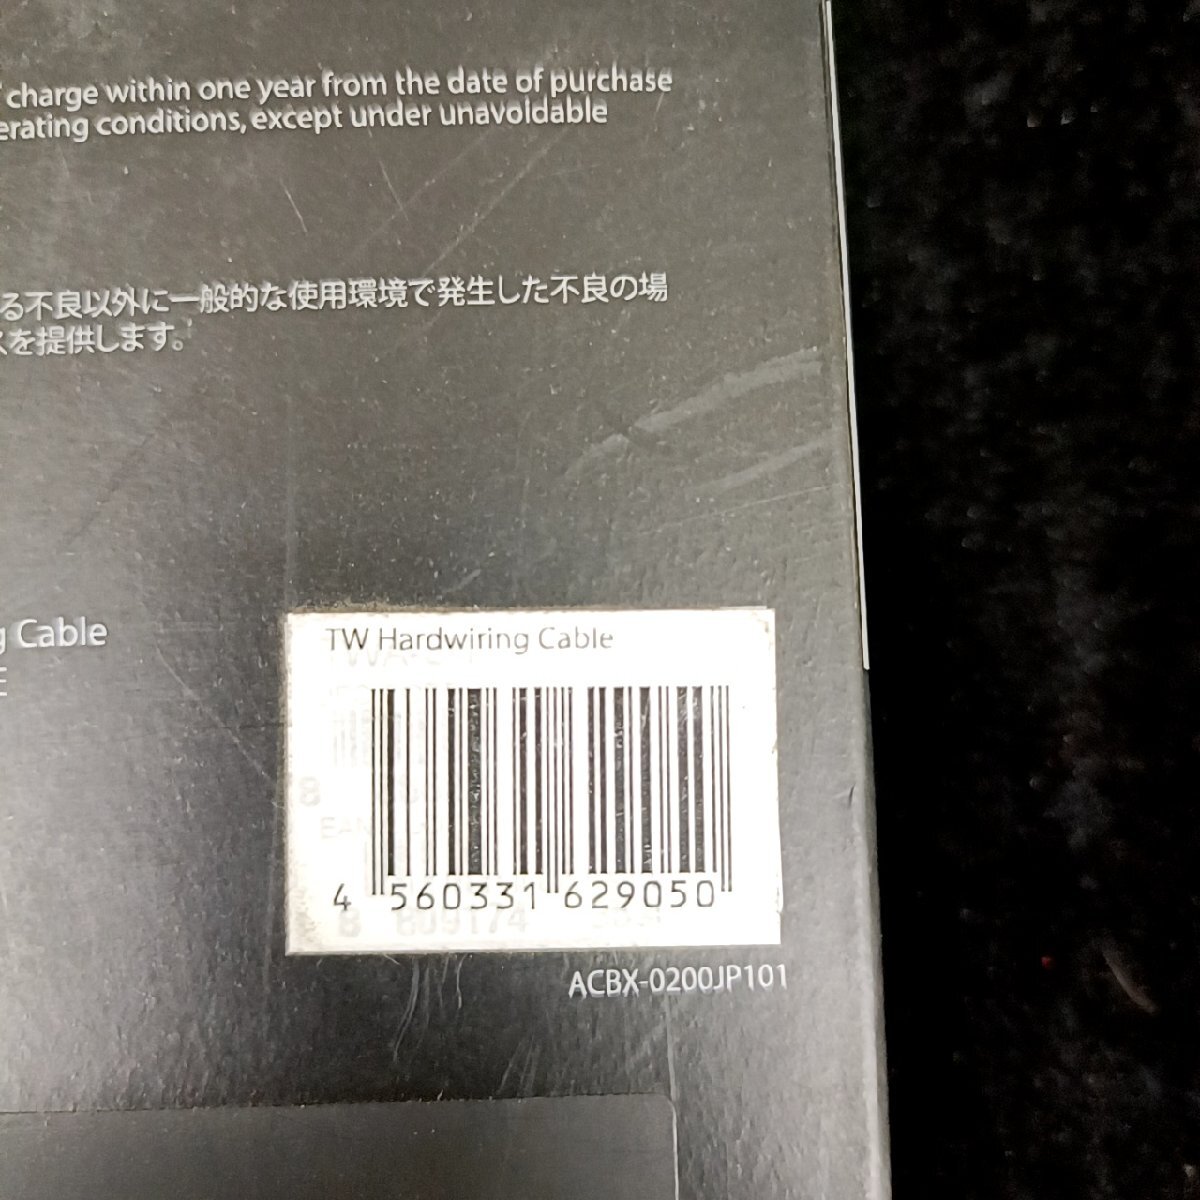 charge within one year from the date of purchase
erating conditions, except under unavoidable
る不良以外に一般的な使用環境で発生した不良の場
スを提供します。
g Cable
E
TW Hardwiring Cable
4 560331 629050
8 809174
ACBX-0200JP101